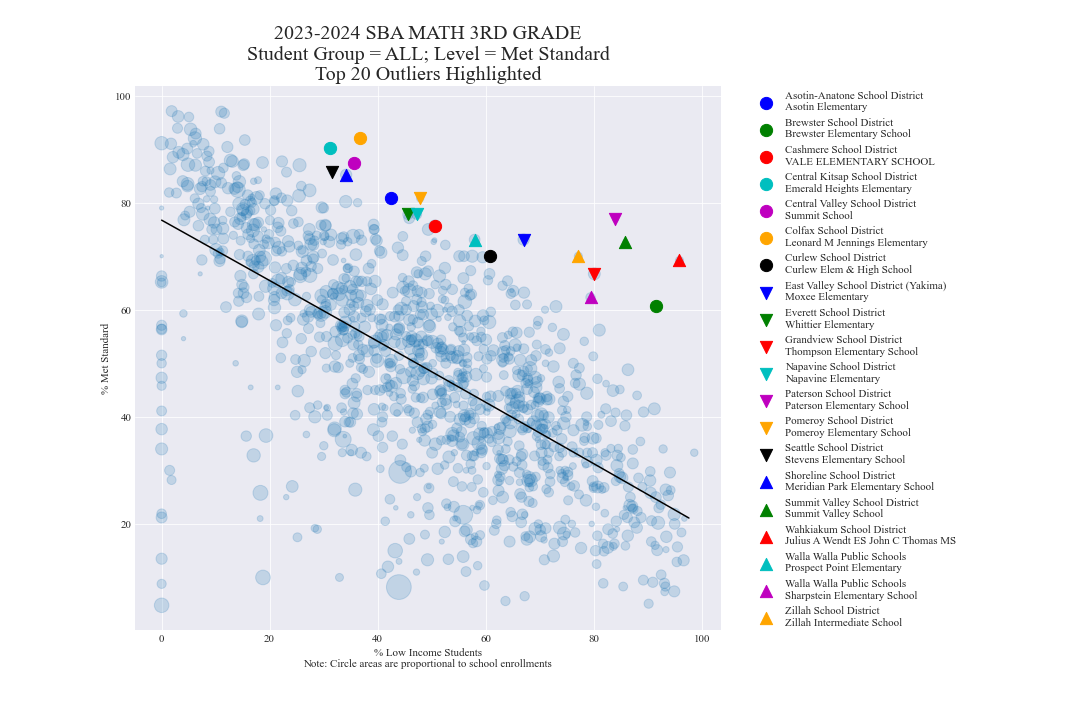 2023-2024 SBA MATH 3RD GRADE
Student Group = ALL; Level = Met Standard
Top 20 Outliers Highlighted
100
80
60
40
20
% Met Standard
0
20
40
60
80
100
% Low Income Students
Note: Circle areas are proportional to school enrollments
Asotin-Anatone School District
Asotin Elementary
Brewster School District
Brewster Elementary School
Cashmere School District
VALE ELEMENTARY SCHOOL
Central Kitsap School District
Emerald Heights Elementary
Central Valley School District
Summit School
Colfax School District
Leonard M Jennings Elementary
Curlew School District
Curlew Elem & High School
East Valley School District (Yakima)
Moxee Elementary
Everett School District
Whittier Elementary
Grandview School District
Thompson Elementary School
Napavine School District
Napavine Elementary
Paterson School District
Paterson Elementary School
Pomeroy School District
Pomeroy Elementary School
Seattle School District
Stevens Elementary School
Shoreline School District
Meridian Park Elementary School
Summit Valley School District
Summit Valley School
Wahkiakum School District
Julius A Wendt ES John C Thomas MS
Walla Walla Public Schools
Prospect Point Elementary
Walla Walla Public Schools
Sharpstein Elementary School
Zillah School District
Zillah Intermediate School